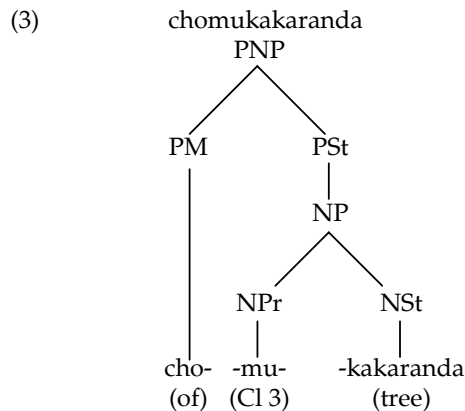 (3) chomukakaranda
PNP
PM PSt
NP
NPr NSt
cho- -mu- -kakaranda
(of) (Cl 3) (tree)